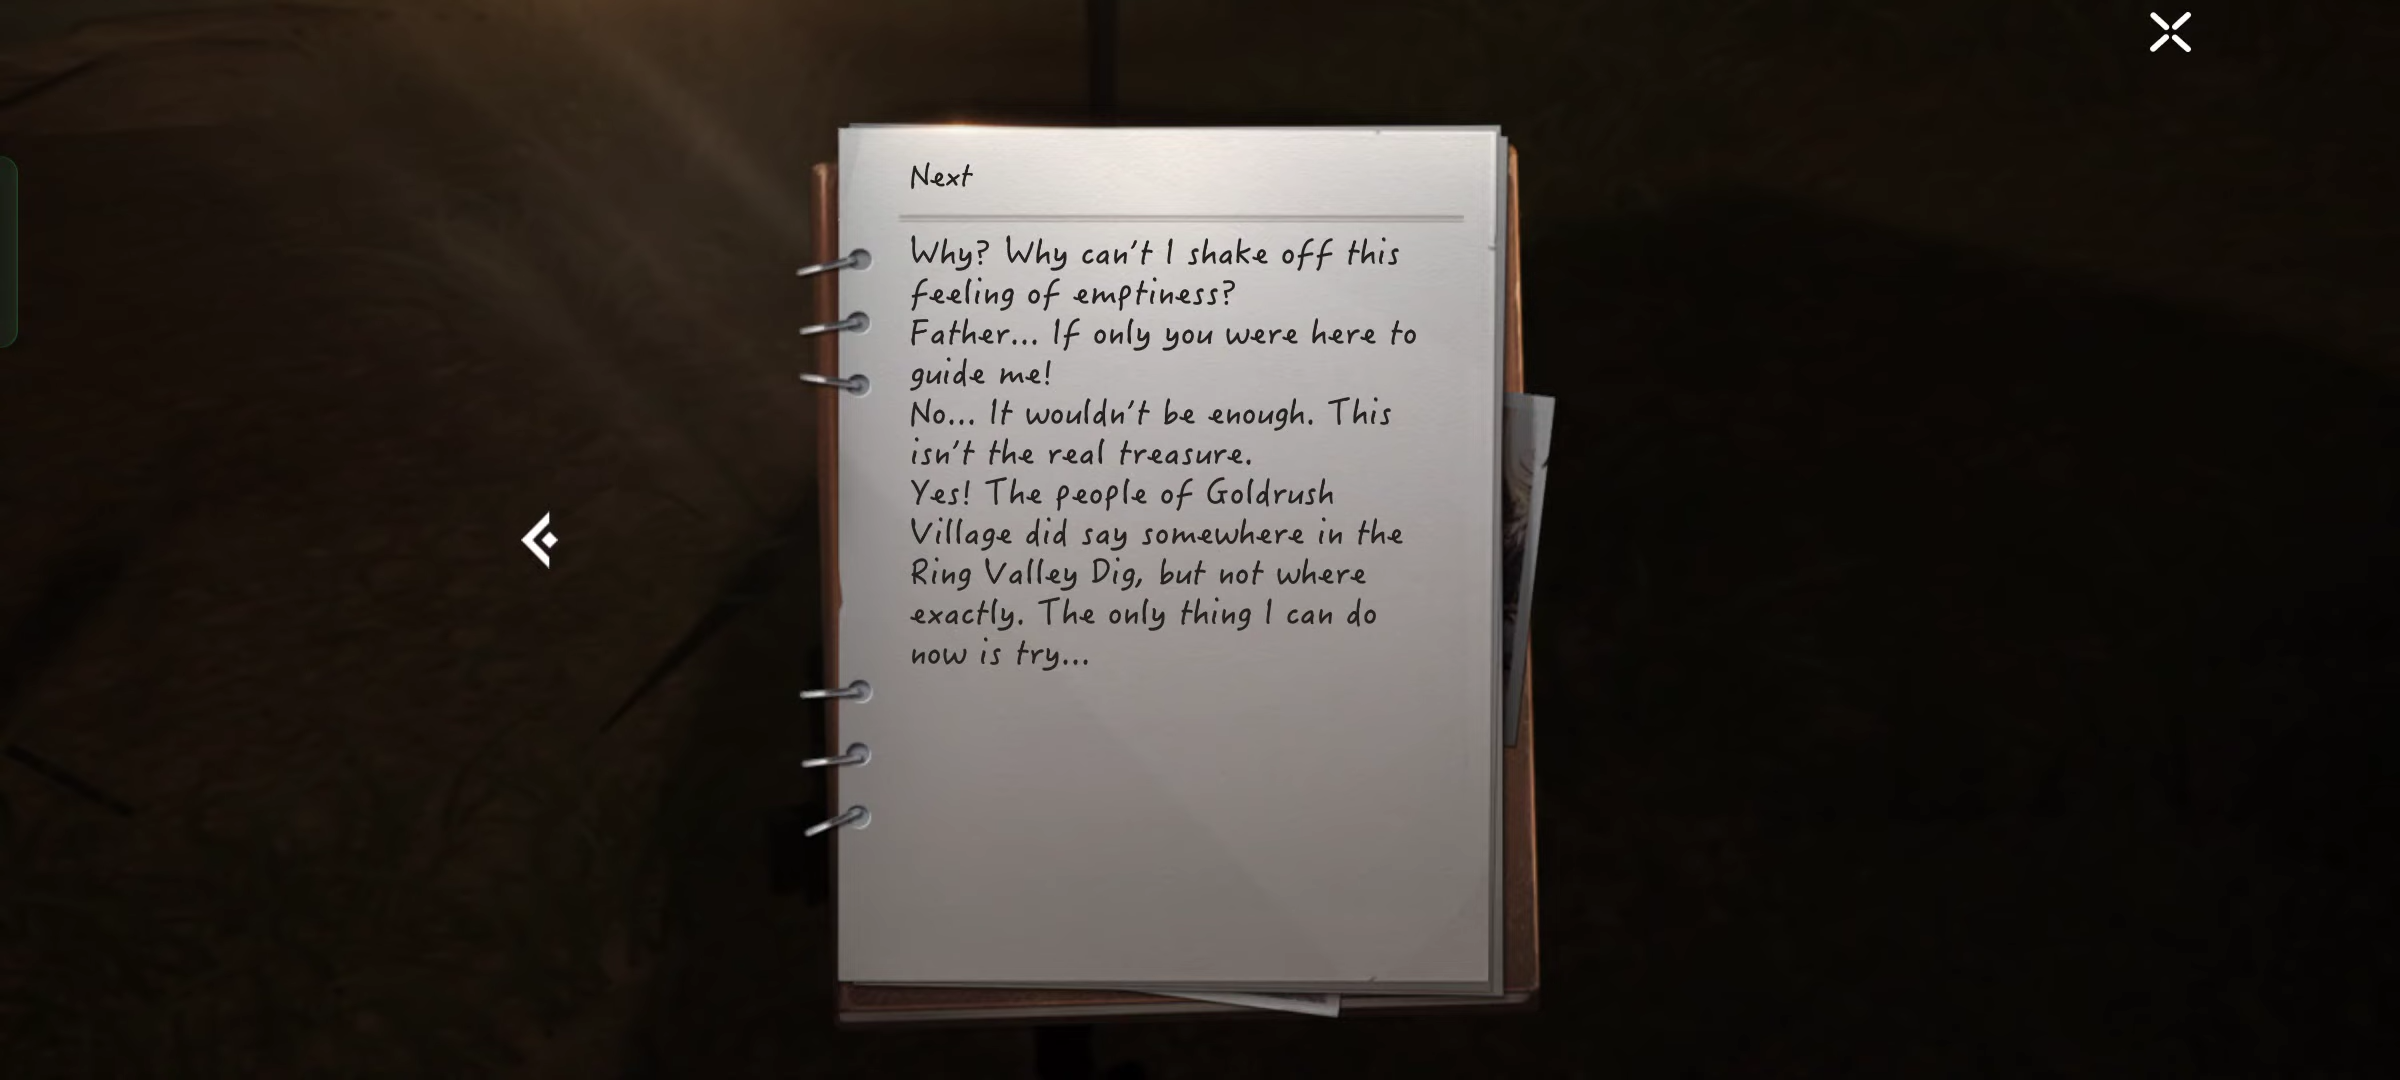 Next
Why? Why can't I shake off this
feeling of emptiness?
Father... If only you were here to
guide me!
No... It wouldn't be enough. This
isn't the real treasure.
Yes! The people of Goldrush
Village did say somewhere in the
Ring Valley Dig, but not where
exactly. The only thing I can do
now is try...